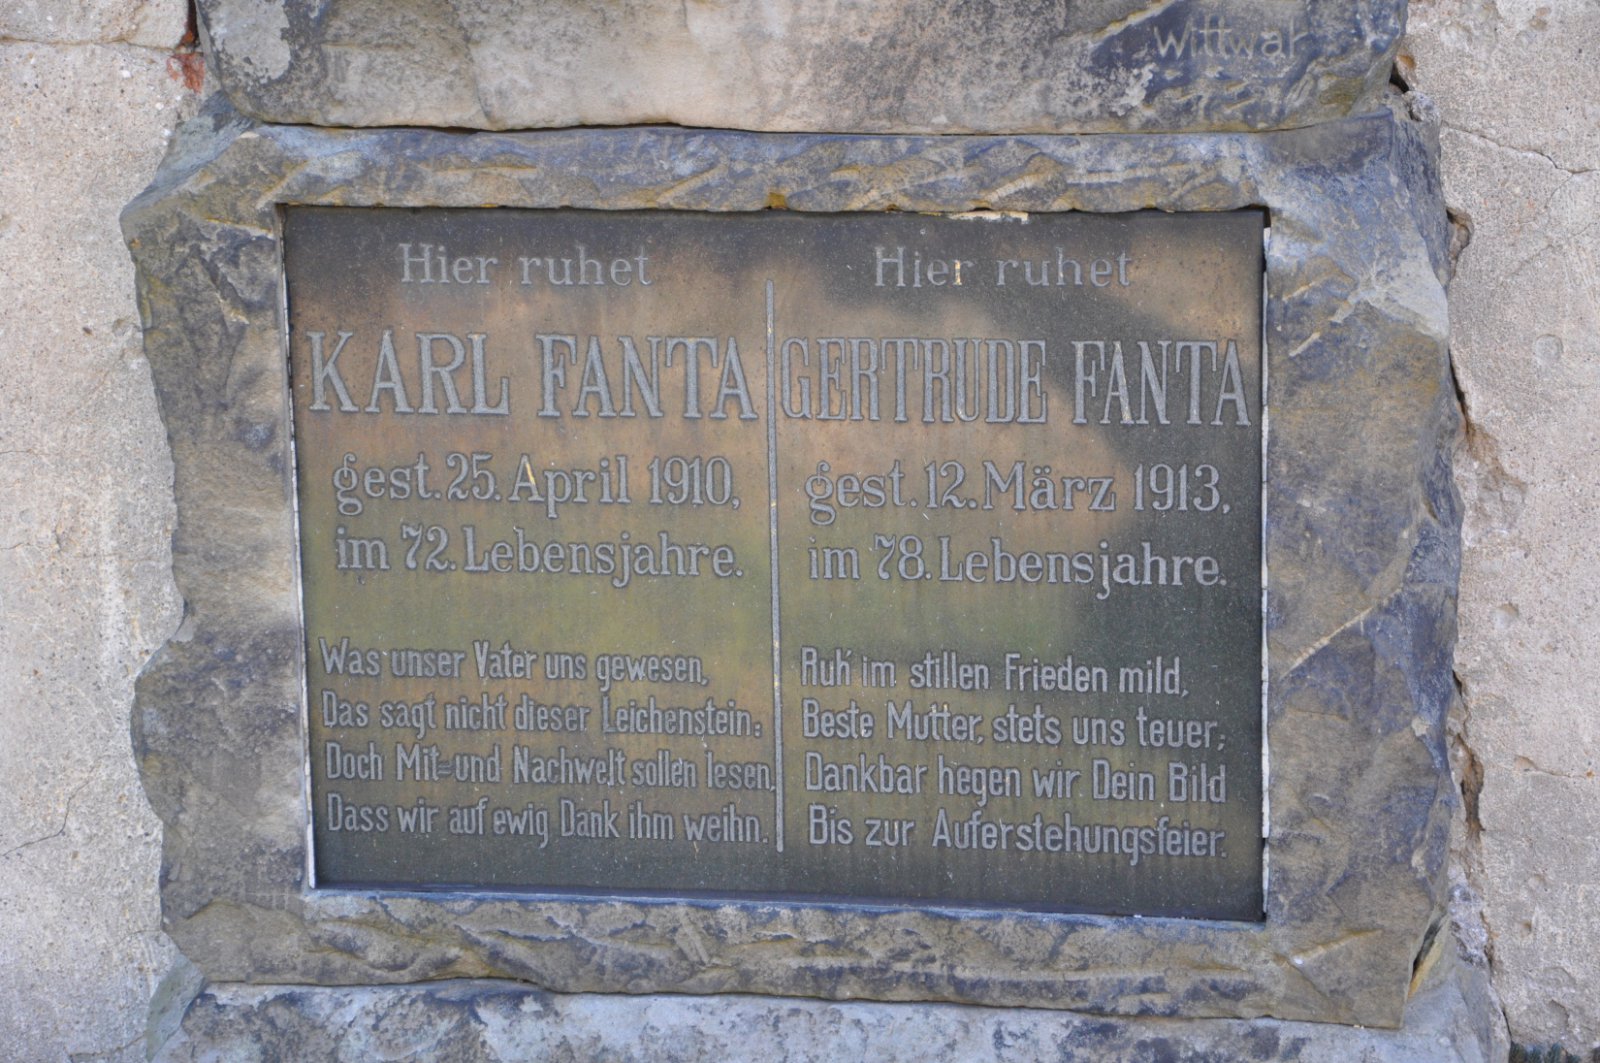 Wittwar
Hier ruhet
KARL FANTA
gest. 25. April 1910,
im 72. Lebensjahre.
Was unser Vater uns gewesen,
Das sagt nicht dieser Leichenstein:
Doch Mit- und Nachwelt sollen lesen,
Dass wir auf ewig Dank ihm weihn.
Hier ruhet
GERTRUDE FANTA
gest. 12. März 1913,
im 78. Lebensjahre.
Ruh' im stillen Frieden mild,
Beste Mutter, stets uns teuer;
Dankbar hegen wir Dein Bild
Bis zur Auferstehungsfeier.